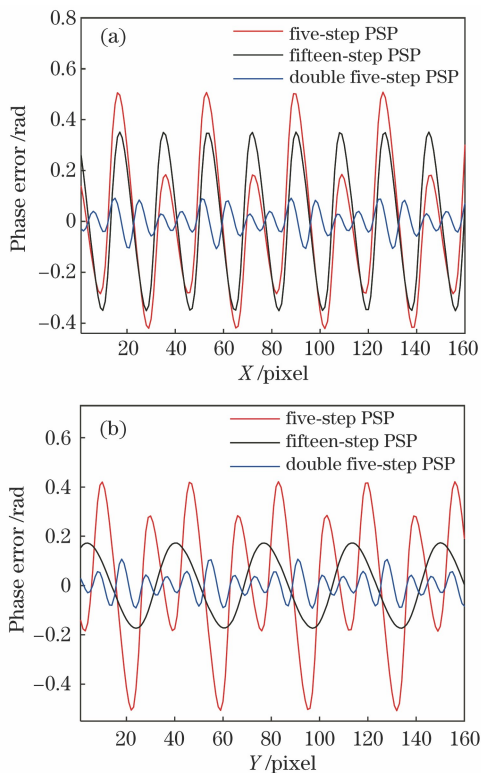 0.8
(a)
five-step PSP
fifteen-step PSP
double five-step PSP
0.4
0.2
0
−0.2
−0.4
Phase error /rad
20 40 60 80 100 120 140 160
X /pixel
0.6
(b)
five-step PSP
fifteen-step PSP
double five-step PSP
0.4
0.2
0
−0.2
−0.4
Phase error /rad
20 40 60 80 100 120 140 160
Y /pixel